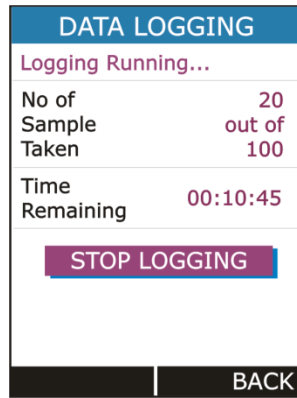 DATA LOGGING
Logging Running...
No of 20
Sample out of
Taken 100
Time
Remaining 00:10:45
STOP LOGGING
BACK